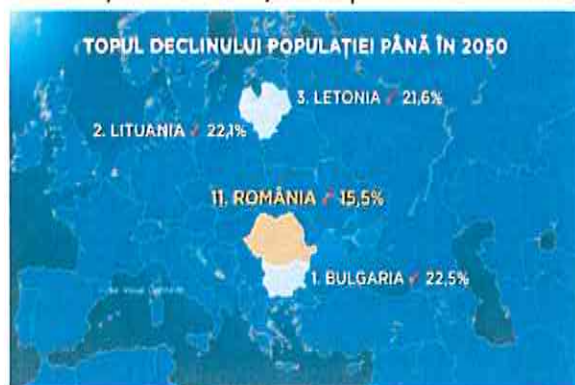 TOPUL DECLINULUI POPULAȚIEI PÂNĂ ÎN 2050
3. LETONIA 21,6%
2. LITUANIA 22,1%
11. ROMÂNIA 15,5%
1. BULGARIA 22,5%